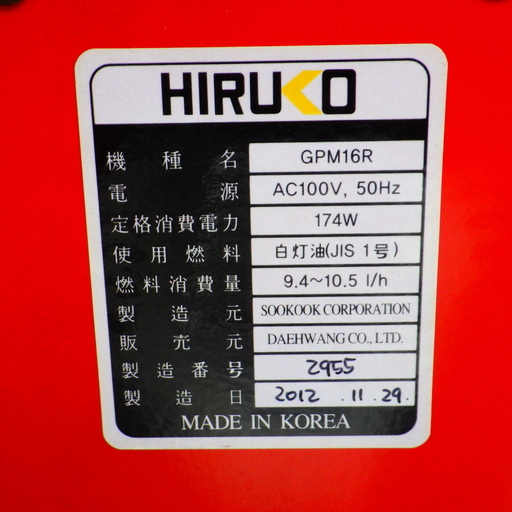 HIRUKO
機種名 GPM16R
電源 AC100V, 50Hz
定格消費電力 174W
使用燃料 白灯油(JIS 1号)
燃料消費量 9.4~10.5 l/h
製造元 SOOKOOK CORPORATION
販売元 DAEHWANG CO., LTD.
製造番号 2955
製造日 2012 . 11 . 29 .
MADE IN KOREA